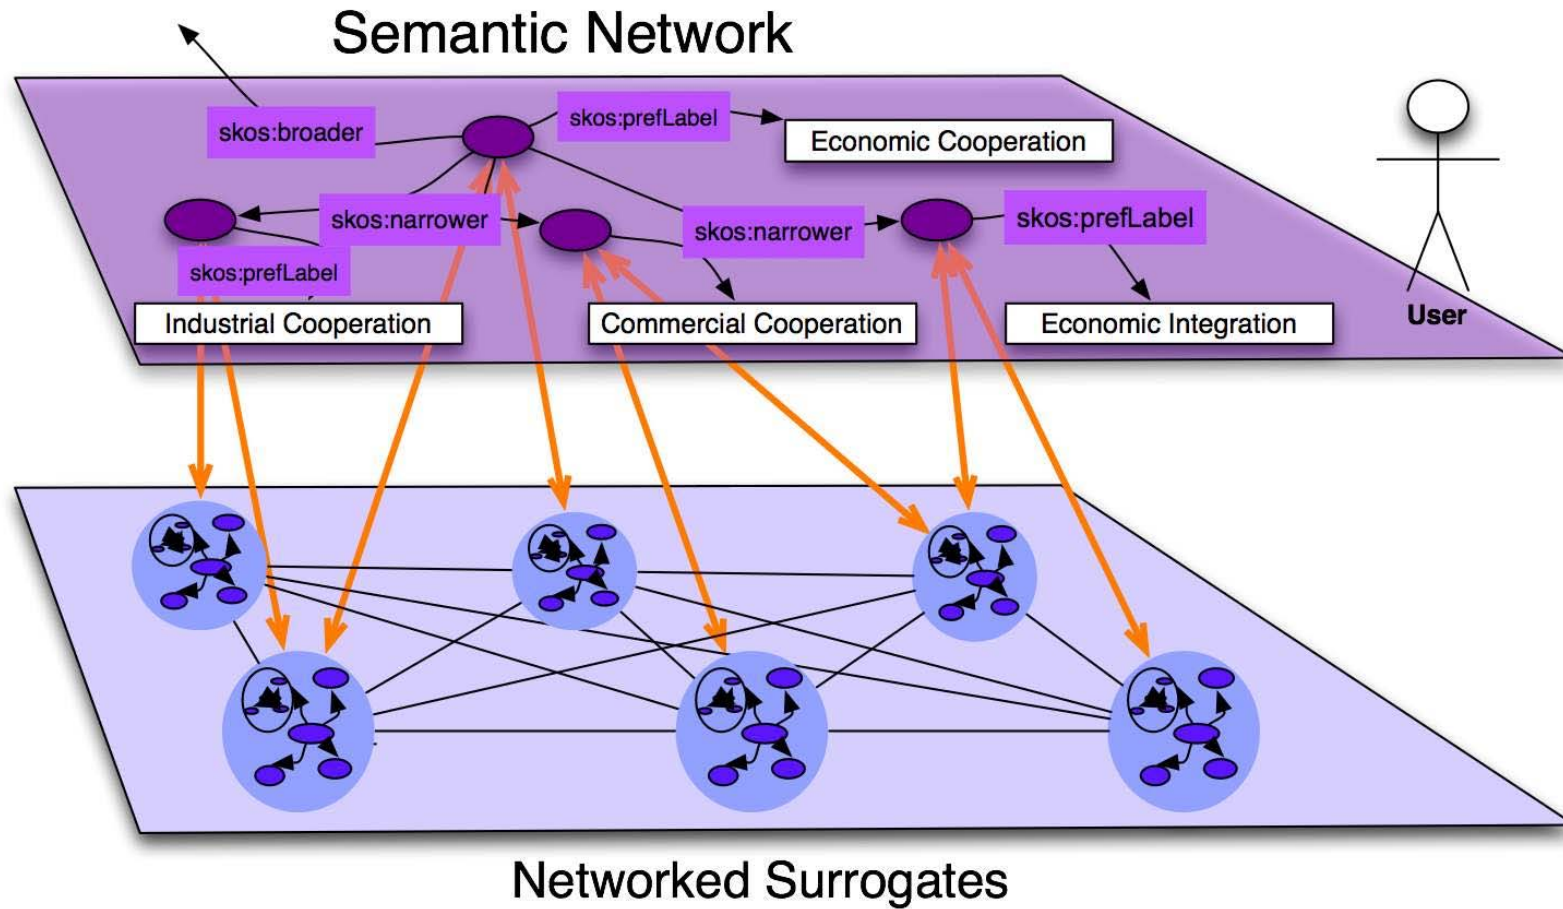 Semantic Network
skos:broader
skos:prefLabel
Economic Cooperation
skos:narrower
skos:narrower
skos:prefLabel
skos:prefLabel
Industrial Cooperation
Commercial Cooperation
Economic Integration
User
Networked Surrogates